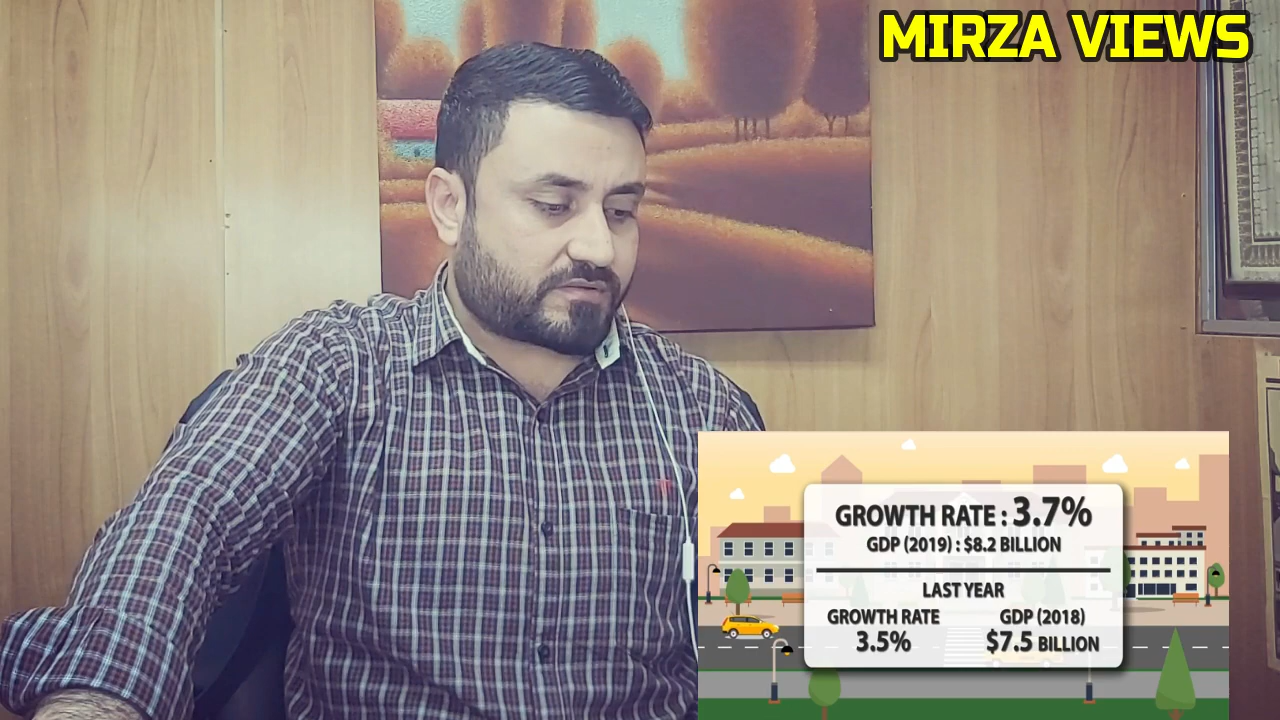 MIRZA VIEWS
GROWTH RATE : 3.7%
GDP (2019) : $8.2 BILLION
LAST YEAR
GROWTH RATE GDP (2018)
3.5% $7.5 BILLION